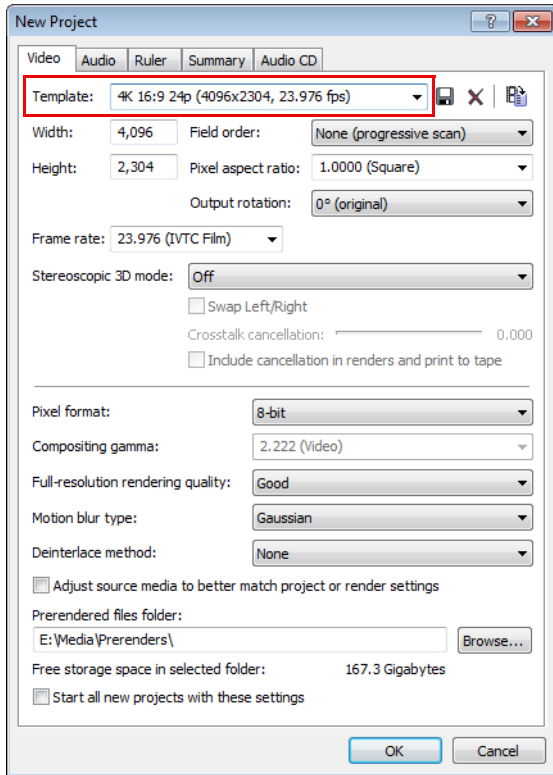 New Project
Video Audio Ruler Summary Audio CD
Template: 4K 16:9 24p (4096x2304, 23.976 fps)
Width: 4,096 Field order: None (progressive scan)
Height: 2,304 Pixel aspect ratio: 1.0000 (Square)
Output rotation: 0° (original)
Frame rate: 23.976 (IVTC Film)
Stereoscopic 3D mode: Off
Swap Left/Right
Crosstalk cancellation: 0.000
Include cancellation in renders and print to tape
Pixel format: 8-bit
Compositing gamma: 2.222 (Video)
Full-resolution rendering quality: Good
Motion blur type: Gaussian
Deinterlace method: None
Adjust source media to better match project or render settings
Prerendered files folder:
E:\Media\Prerenders\ Browse...
Free storage space in selected folder: 167.3 Gigabytes
Start all new projects with these settings
OK Cancel